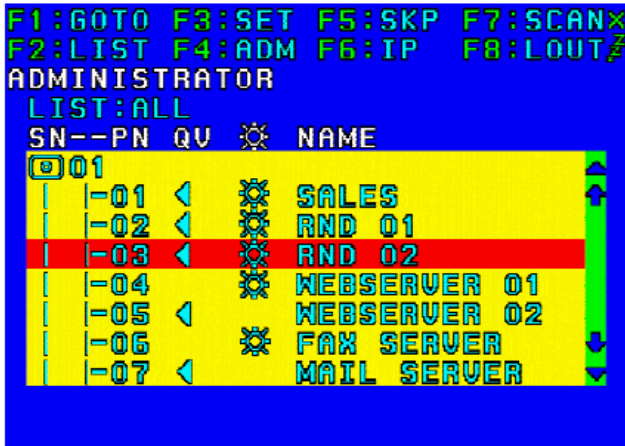 F1:GOTO F3:SET F5:SKP F7:SCAN
F2:LIST F4:ADM F6:IP F8:LOUT
ADMINISTRATOR
LIST:ALL
SN--PN QV NAME
01
-01 SALES
-02 RND 01
-03 RND 02
-04 WEBSERVER 01
-05 WEBSERVER 02
-06 FAX SERVER
-07 MAIL SERVER